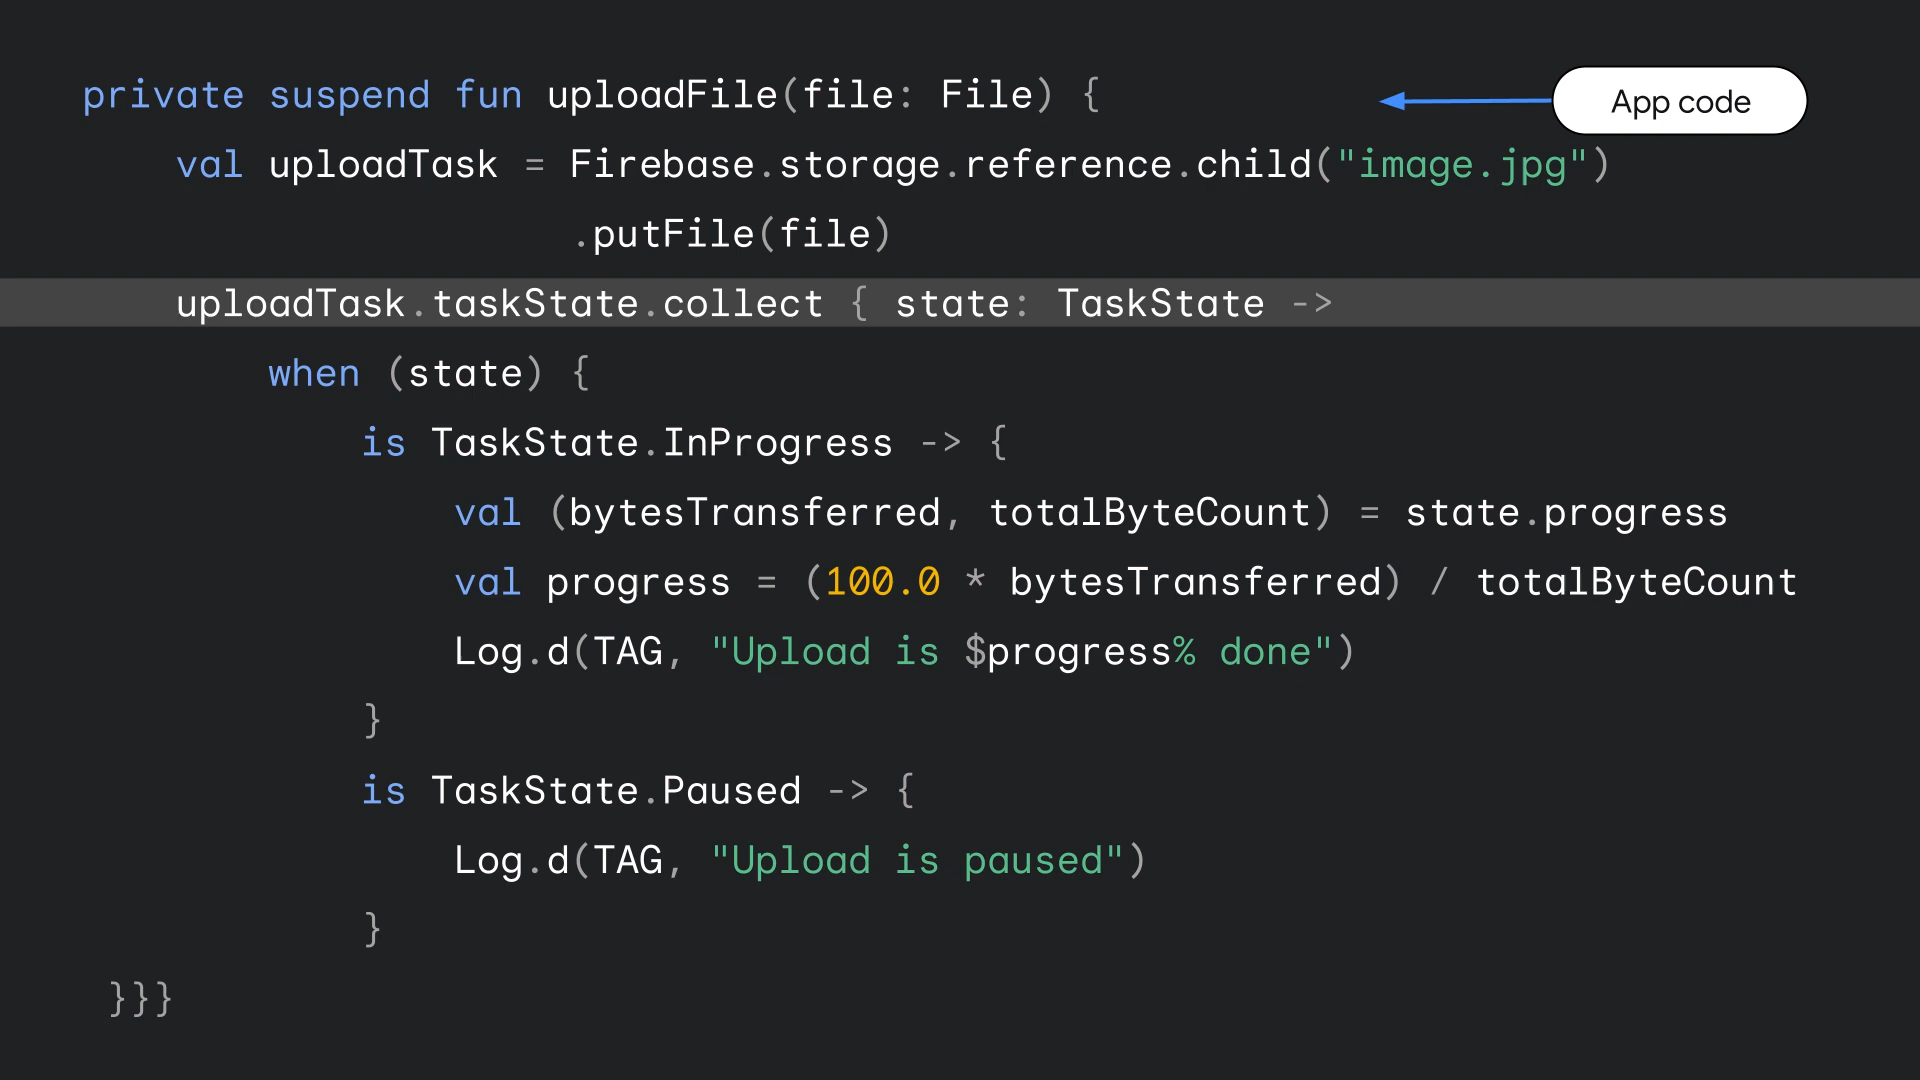 private suspend fun uploadFile(file: File) {
App code
val uploadTask = Firebase.storage.reference.child("image.jpg")
.putFile(file)
uploadTask.taskState.collect { state: TaskState ->
when (state) {
is TaskState.InProgress -> {
val (bytesTransferred, totalByteCount) = state.progress
val progress = (100.0 * bytesTransferred) / totalByteCount
Log.d(TAG, "Upload is $progress% done")
}
is TaskState.Paused -> {
Log.d(TAG, "Upload is paused")
}
}}}